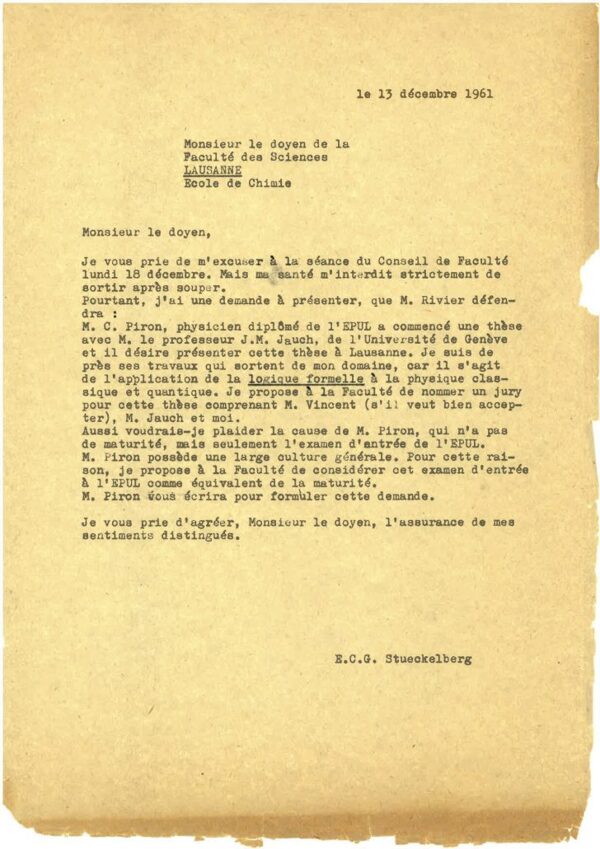 le 13 décembre 1961
Monsieur le doyen de la
Faculté des Sciences
LAUSANNE
Ecole de Chimie
Monsieur le doyen,
Je vous prie de m'excuser à la séance du Conseil de Faculté
lundi 18 décembre. Mais ma santé m'interdit strictement de
sortir après souper.
Pourtant, j'ai une demande à présenter, que M. Rivier défen-
dra :
M. C. Piron, physicien diplômé de l'EPUL a commencé une thèse
avec M. le professeur J.M. Jauch, de l'Université de Genève
et il désire présenter cette thèse à Lausanne. Je suis de
près ses travaux qui sortent de mon domaine, car il s'agit
de l'application de la logique formelle à la physique clas-
sique et quantique. Je propose à la Faculté de nommer un jury
pour cette thèse comprenant M. Vincent (s'il veut bien accep-
ter), M. Jauch et moi.
Aussi voudrais-je plaider la cause de M. Piron, qui n'a pas
de maturité, mais seulement l'examen d'entrée de l'EPUL.
M. Piron possède une large culture générale. Pour cette rai-
son, je propose à la Faculté de considérer cet examen d'entrée
à l'EPUL comme équivalent de la maturité.
M. Piron vous écrira pour formuler cette demande.
Je vous prie d'agréer, Monsieur le doyen, l'assurance de mes
sentiments distingués.
E.C.G. Stueckelberg